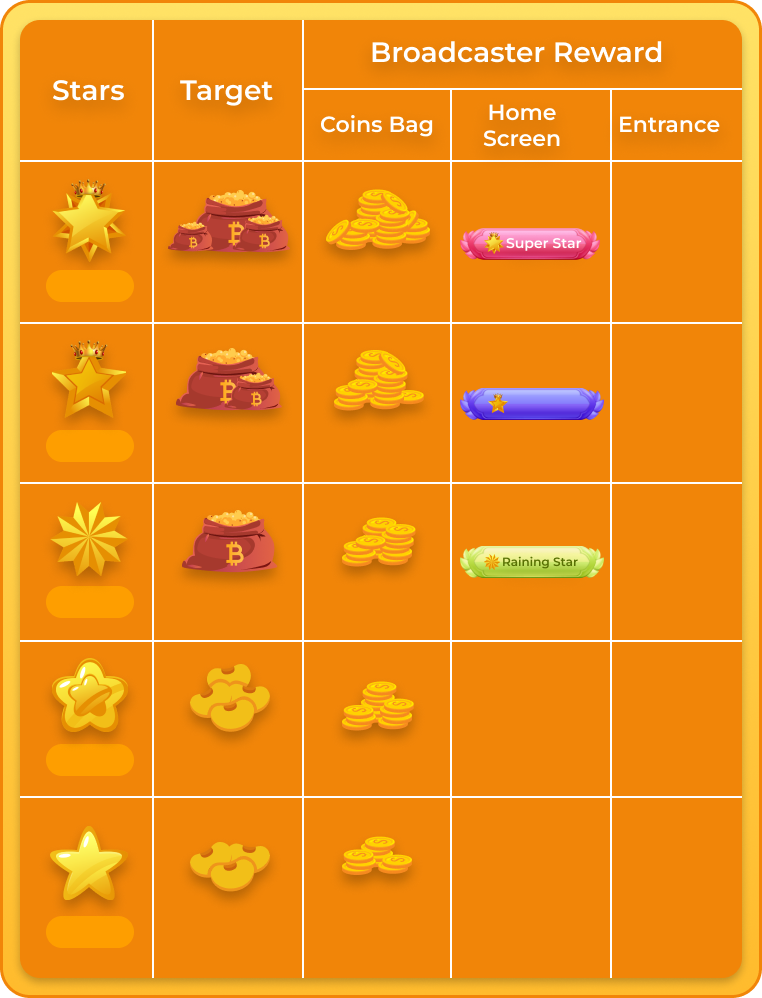 Broadcaster Reward
Stars
Target
Coins Bag
Home
Screen
Entrance
Super Star
Raining Star